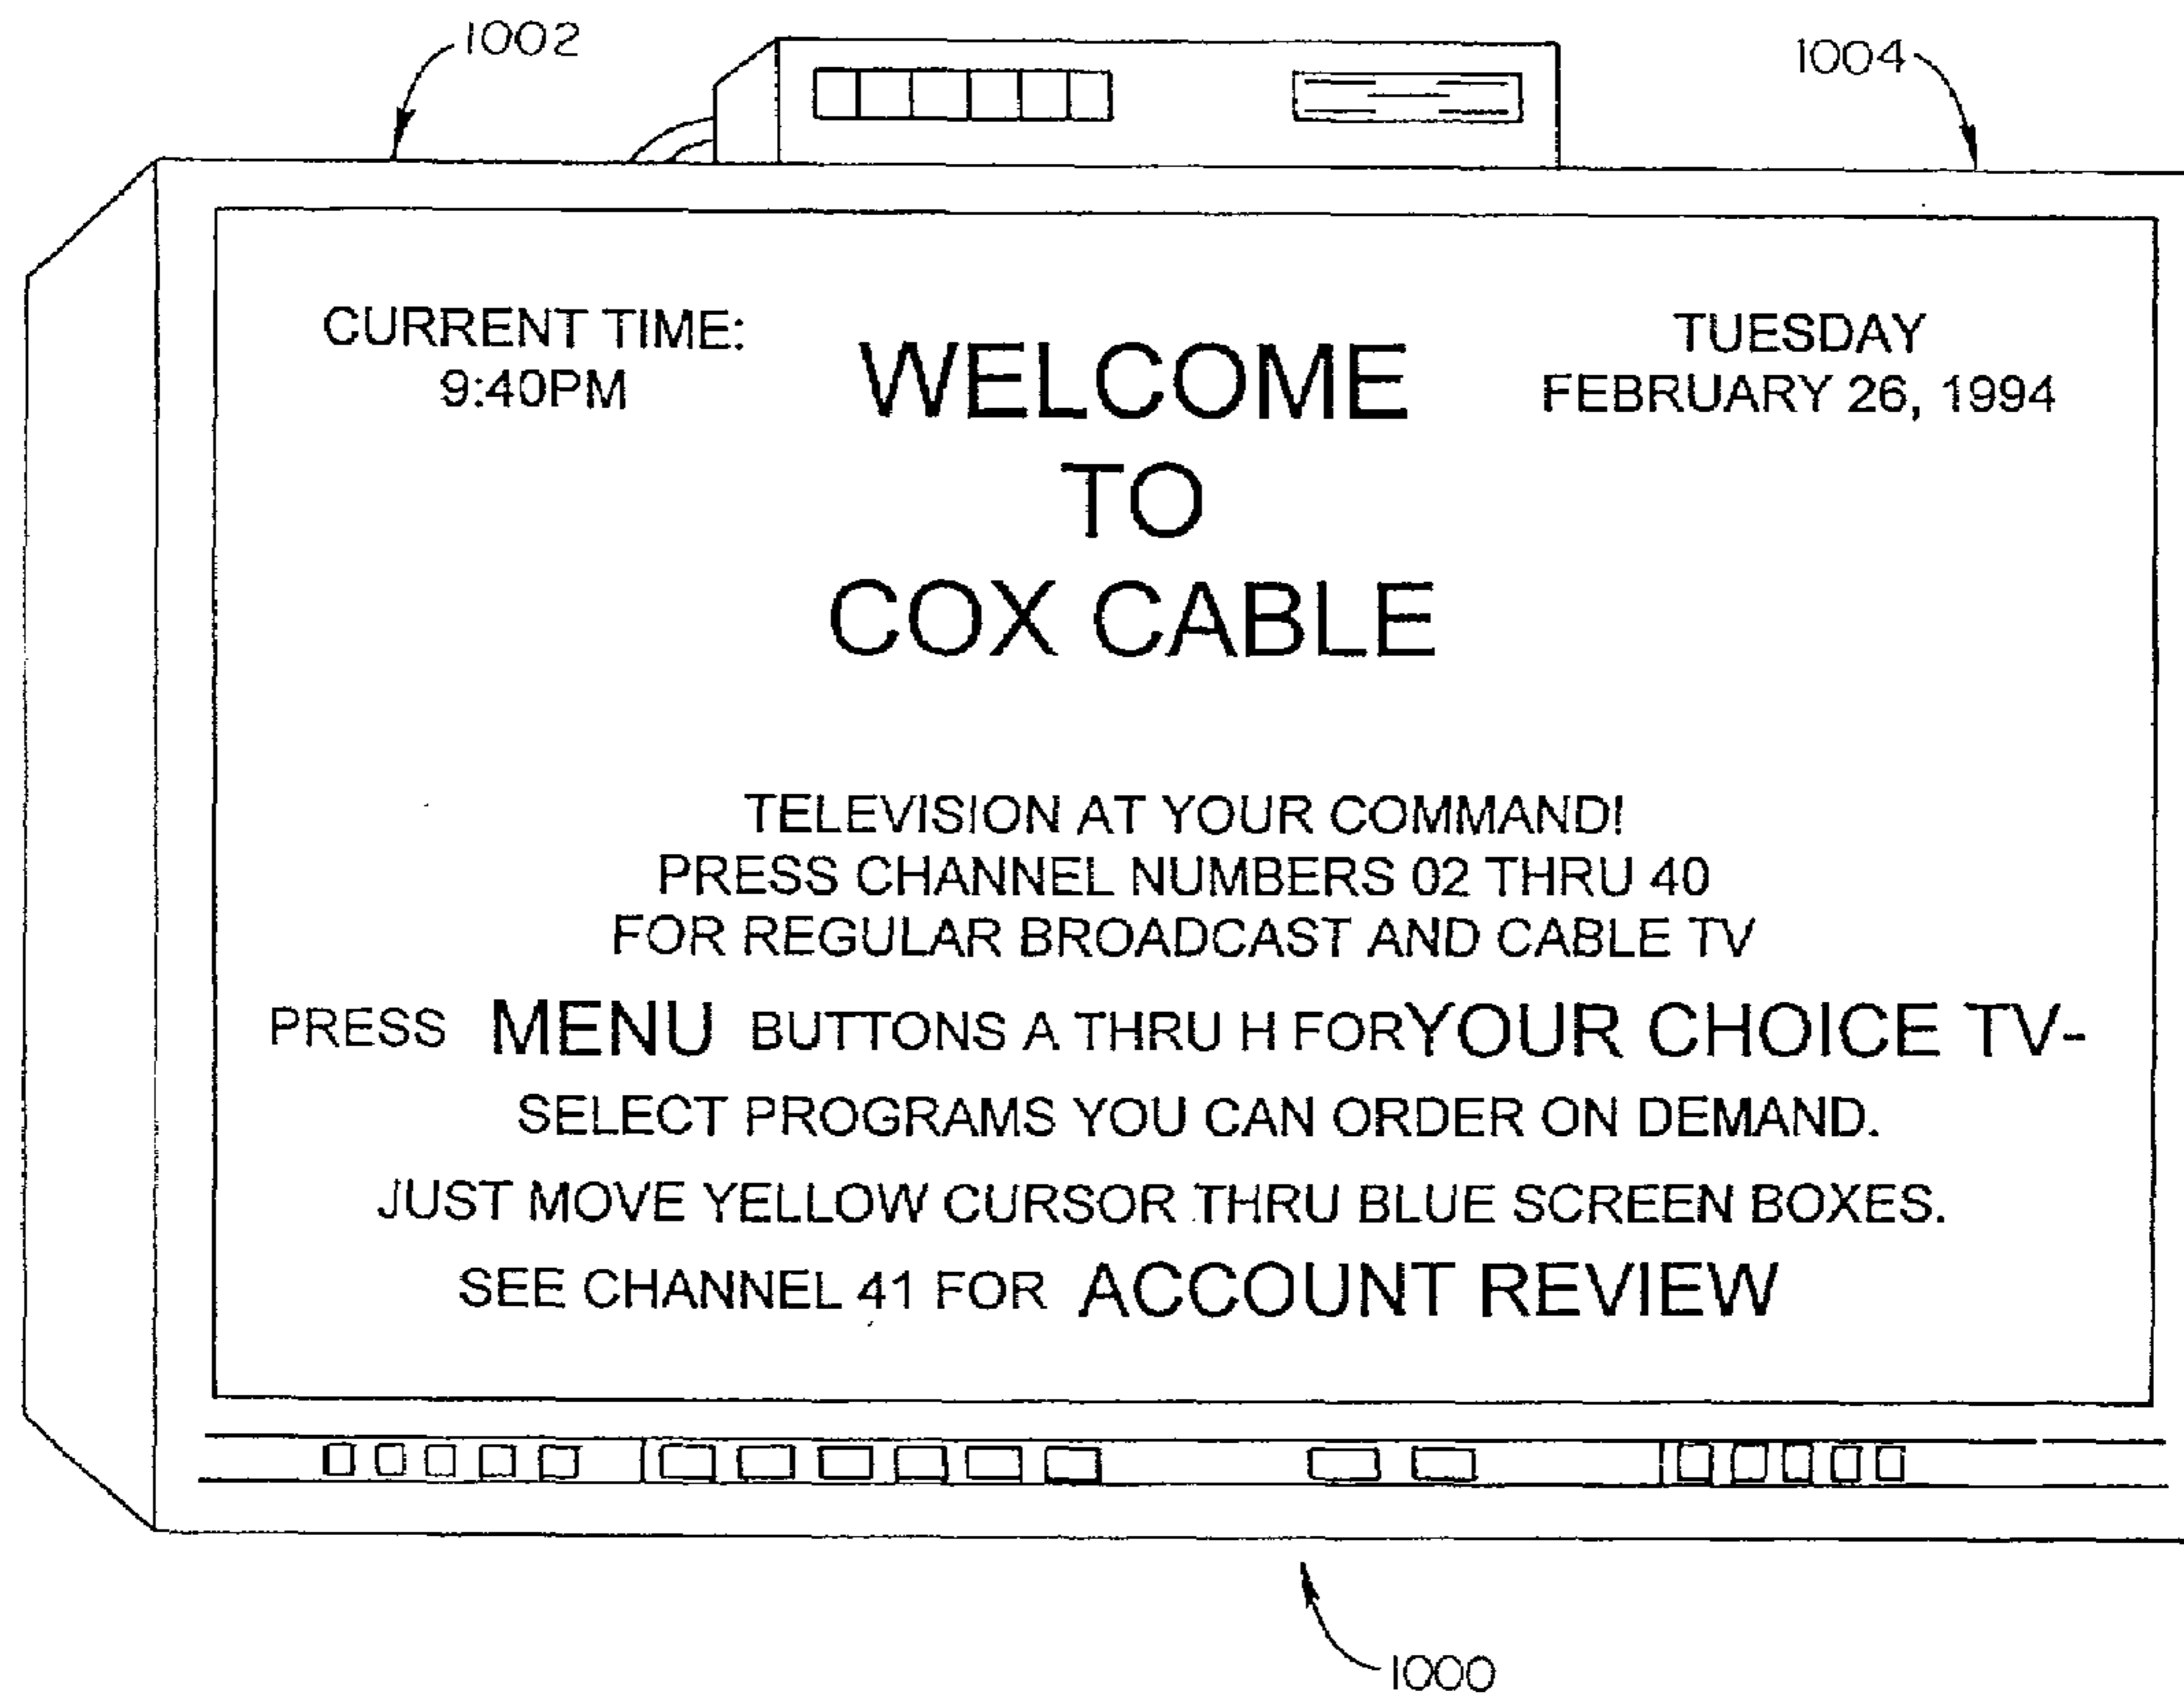 1002
1004
CURRENT TIME:
9:40PM
TUESDAY
FEBRUARY 26, 1994
WELCOME
TO
COX CABLE
TELEVISION AT YOUR COMMAND!
PRESS CHANNEL NUMBERS 02 THRU 40
FOR REGULAR BROADCAST AND CABLE TV
PRESS MENU BUTTONS A THRU H FOR YOUR CHOICE TV-
SELECT PROGRAMS YOU CAN ORDER ON DEMAND.
JUST MOVE YELLOW CURSOR THRU BLUE SCREEN BOXES.
SEE CHANNEL 41 FOR ACCOUNT REVIEW
1000